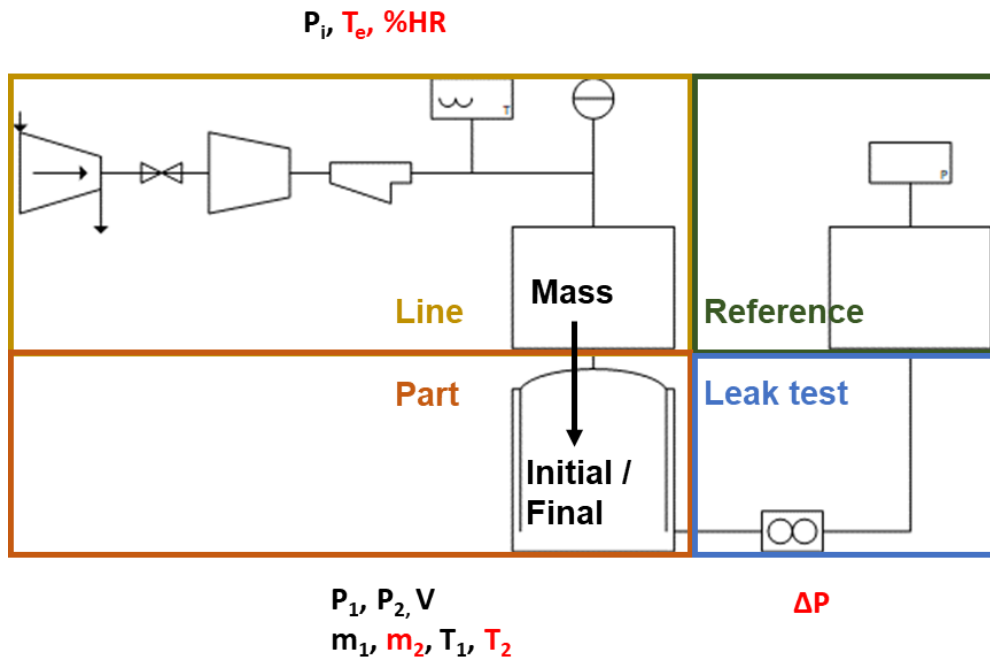 Pi, Te, %HR
T
P
Mass
Line
Reference
Part
Leak test
Initial /
Final
P1, P2, V
m1, m2, T1, T2
ΔP